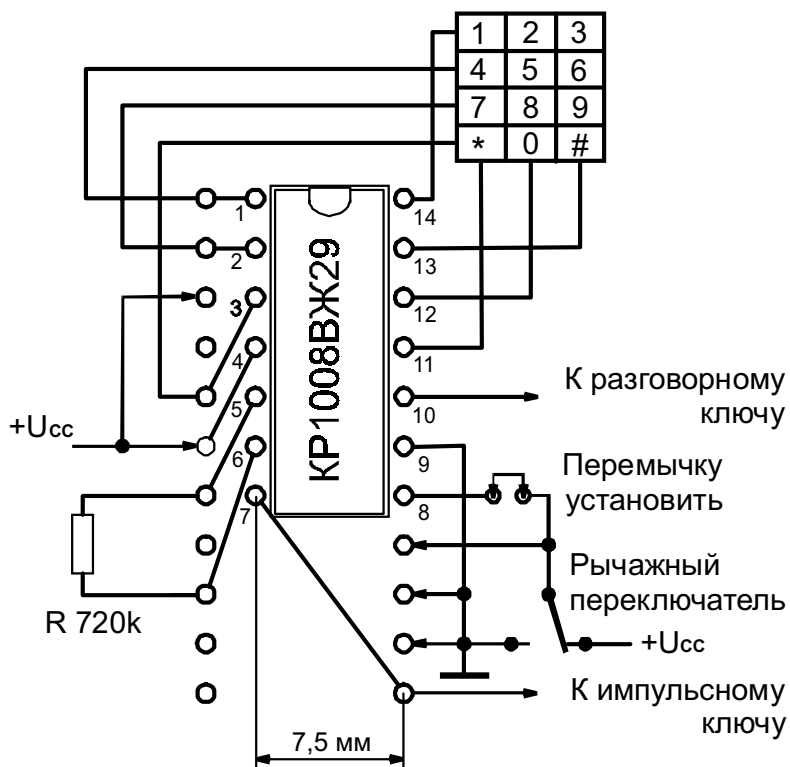 1 2 3
4 5 6
7 8 9
* 0 #
1
2
3
4
5
6
7
КР1008ВЖ29
14
13
12
11
10
9
8
+Ucc
R 720k
К разговорному
ключу
Перемычку
установить
Рычажный
переключатель
+Ucc
К импульсному
ключу
7,5 мм